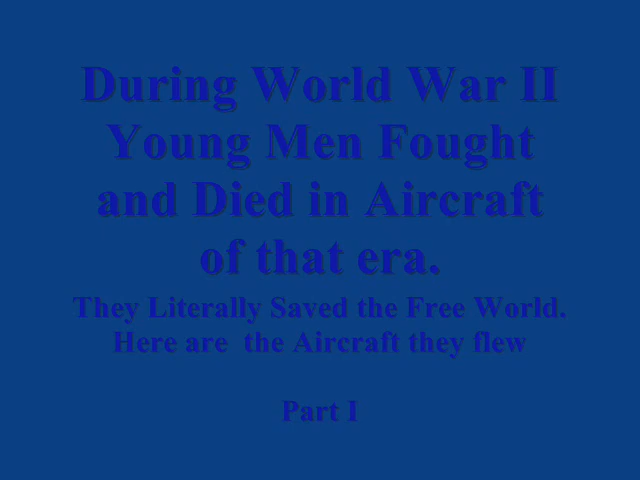 During World War II
Young Men Fought
and Died in Aircraft
of that era.
They Literally Saved the Free World.
Here are  the Aircraft they flew
Part I